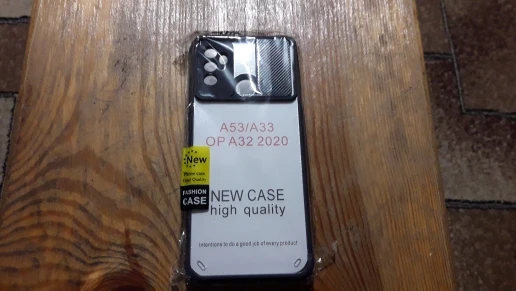 A53/A33
OP A32 2020
New
FASHION
CASE
NEW CASE
high quality
Intentions to do a good job of every product